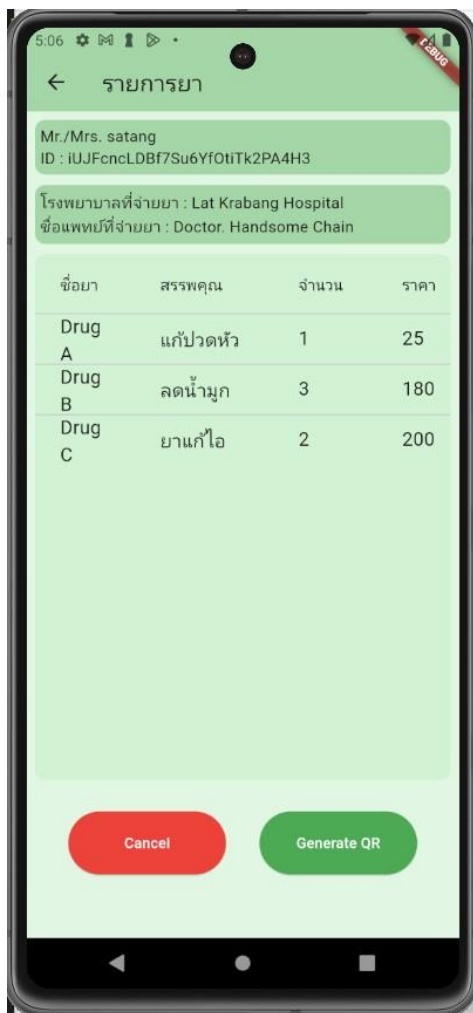 5:06
DEBUG
รายการยา
Mr./Mrs. satang
ID : iUJFcncLDBf7Su6YfOtiTk2PA4H3
โรงพยาบาลที่จ่ายยา : Lat Krabang Hospital
ชื่อแพทย์ที่จ่ายยา : Doctor. Handsome Chain
ชื่อยา สรรพคุณ จำนวน ราคา
Drug A แก้ปวดหัว 1 25
Drug B ลดน้ำมูก 3 180
Drug C ยาแก้ไอ 2 200
Cancel Generate QR